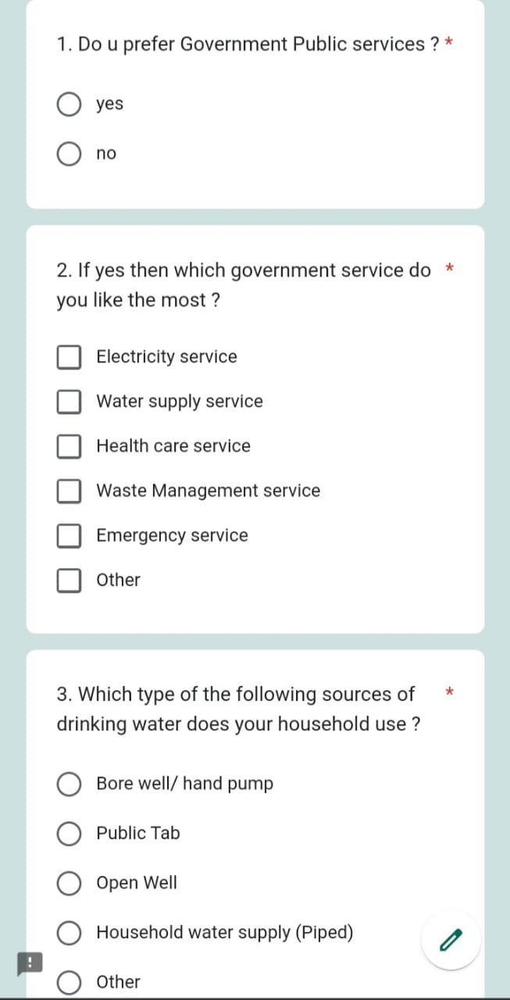 1. Do u prefer Government Public services ? *
yes
no
2. If yes then which government service do *
you like the most ?
Electricity service
Water supply service
Health care service
Waste Management service
Emergency service
Other
3. Which type of the following sources of *
drinking water does your household use ?
Bore well/ hand pump
Public Tab
Open Well
Household water supply (Piped)
Other